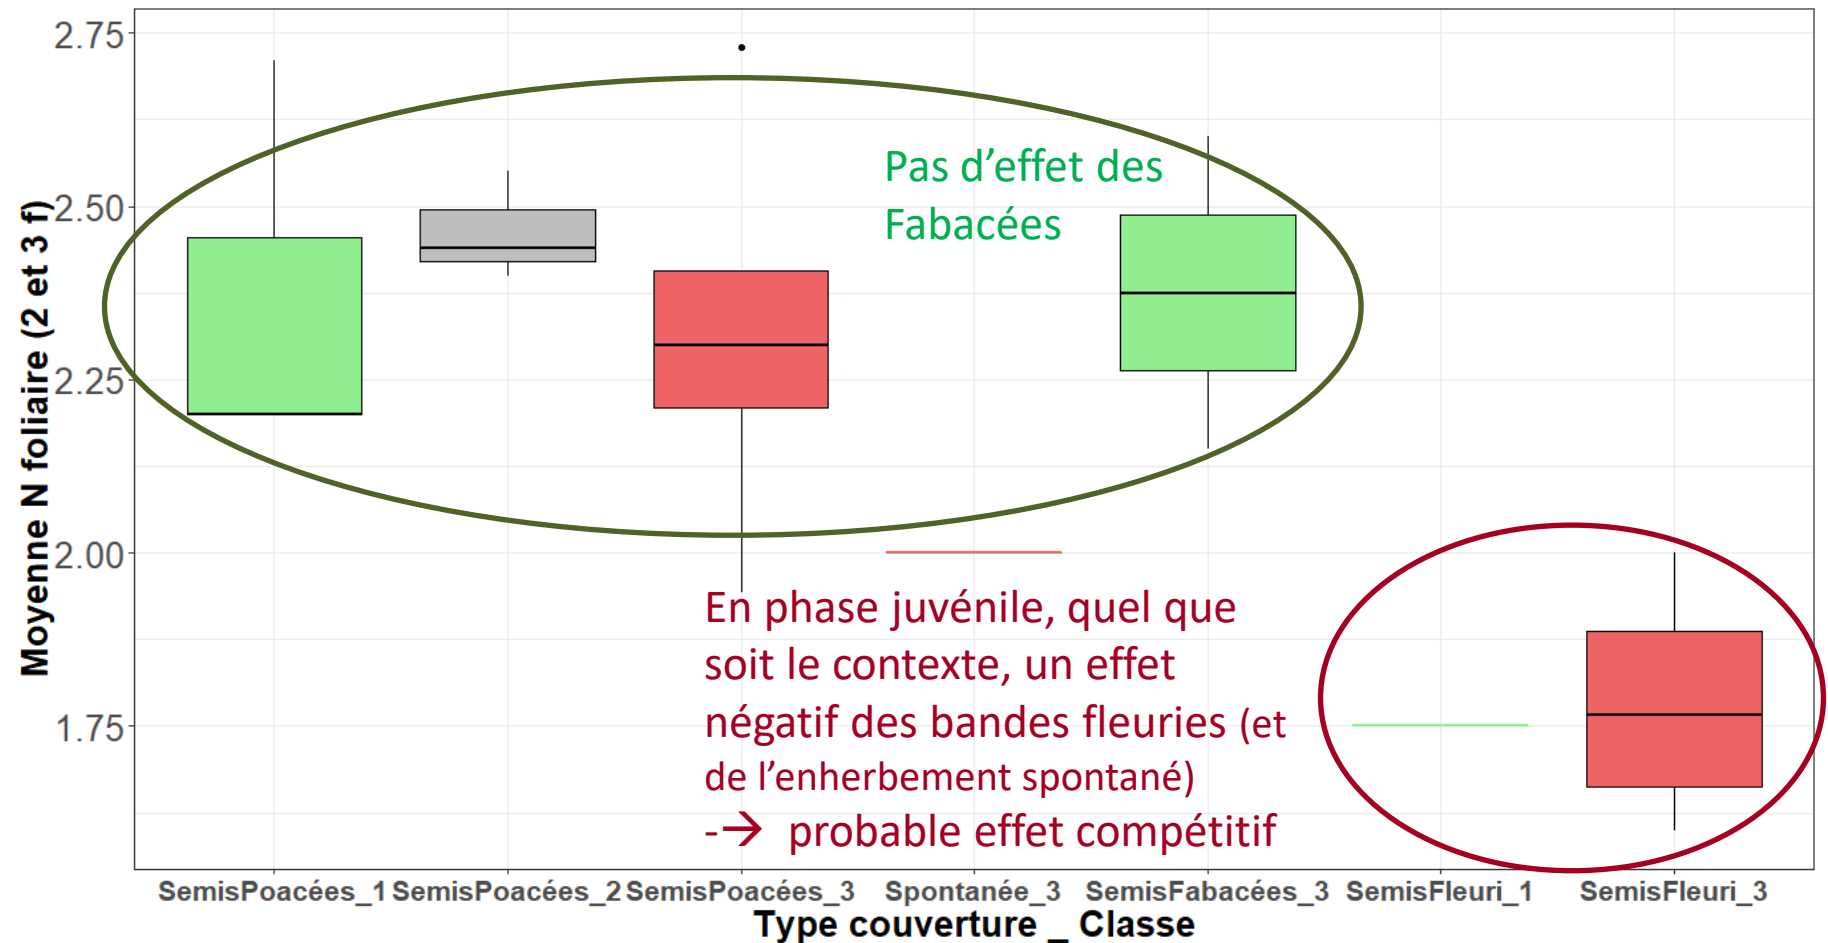 2.75
2.50
2.25
2.00
1.75
Moyenne N foliaire (2 et 3 f)
Pas d’effet des
Fabacées
En phase juvénile, quel que
soit le contexte, un effet
négatif des bandes fleuries (et
de l’enherbement spontané)
-→ probable effet compétitif
SemisPoacées_1 SemisPoacées_2 SemisPoacées_3 Spontanée_3 SemisFabacées_3 SemisFleuri_1 SemisFleuri_3
Type couverture _ Classe